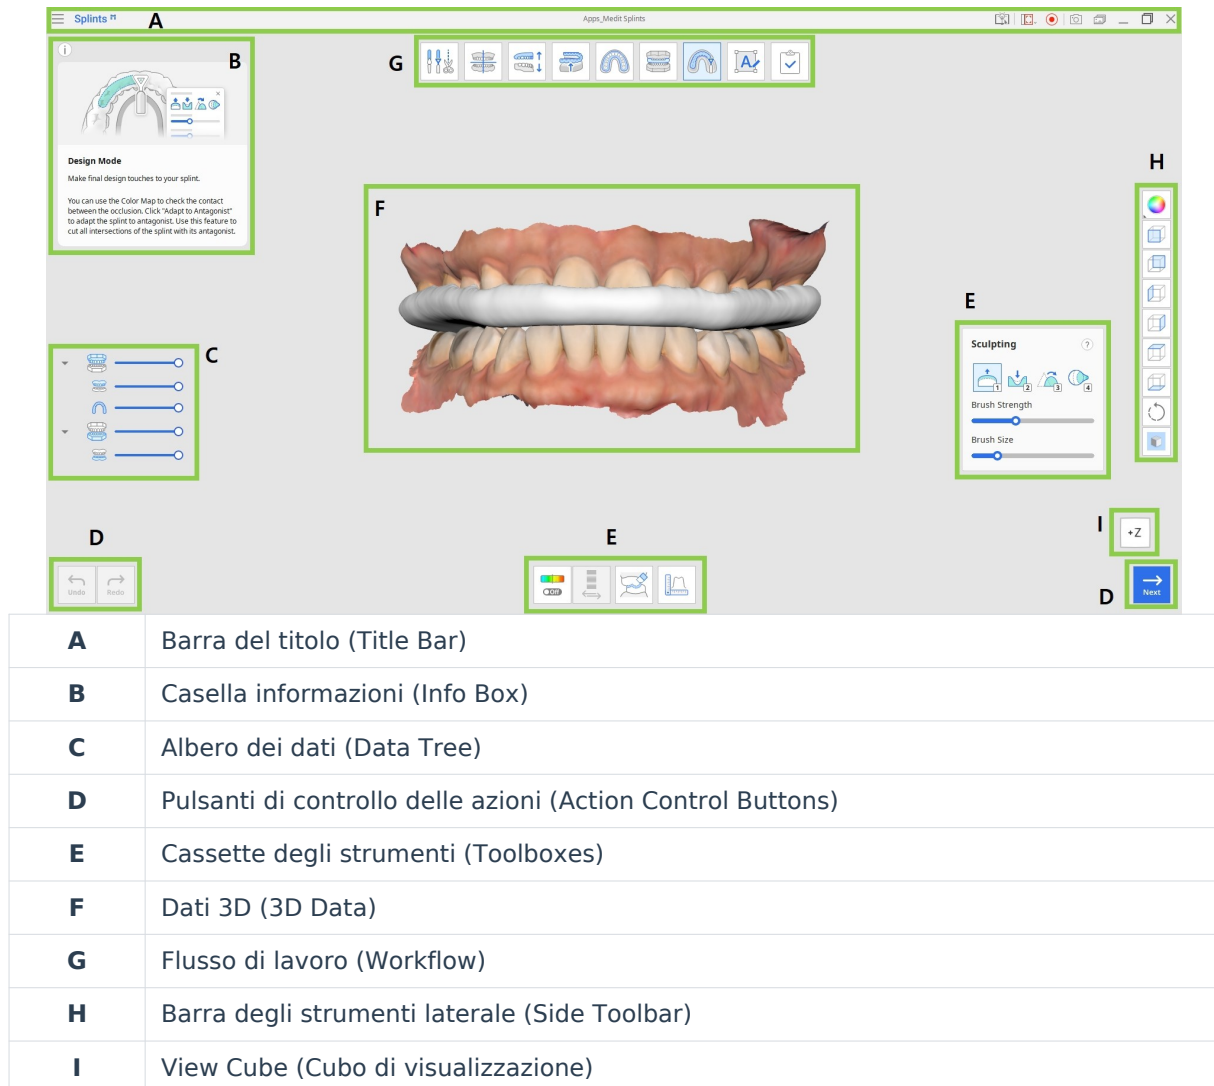 Splints
A
Apps_Medit Splints
B
G
A
Design Mode
Make final design touches to your splint.
You can use the Color Map to check the contact
between the occlusion. Click "Adapt to Antagonist"
to adapt the splint to antagonist. Use this feature to
cut all intersections of the splint with its antagonist.
H
F
E
C
Sculpting
?
1 2 3 4
Brush Strength
Brush Size
D
E
I
+Z
Undo Redo
Off
D
Next
A Barra del titolo (Title Bar)
B Casella informazioni (Info Box)
C Albero dei dati (Data Tree)
D Pulsanti di controllo delle azioni (Action Control Buttons)
E Cassette degli strumenti (Toolboxes)
F Dati 3D (3D Data)
G Flusso di lavoro (Workflow)
H Barra degli strumenti laterale (Side Toolbar)
I View Cube (Cubo di visualizzazione)